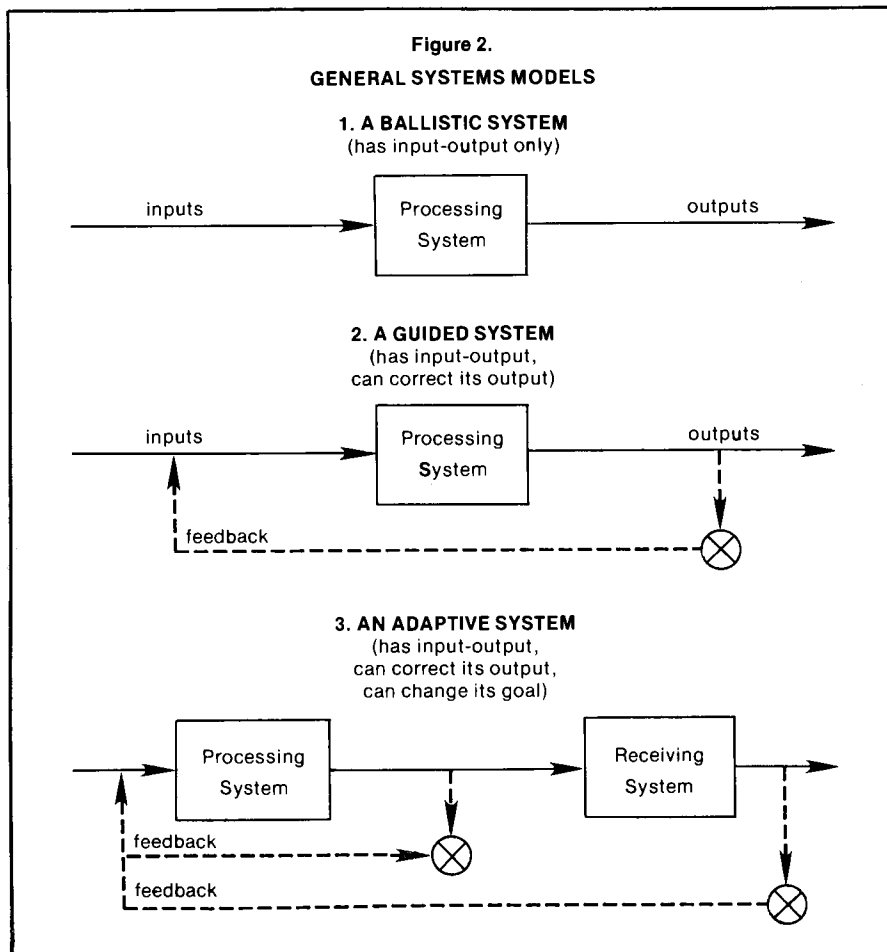 Figure 2.
GENERAL SYSTEMS MODELS
1. A BALLISTIC SYSTEM
(has input-output only)
inputs
Processing
System
outputs
2. A GUIDED SYSTEM
(has input-output,
can correct its output)
inputs
Processing
System
outputs
feedback
3. AN ADAPTIVE SYSTEM
(has input-output,
can correct its output,
can change its goal)
Processing
System
Receiving
System
feedback
feedback